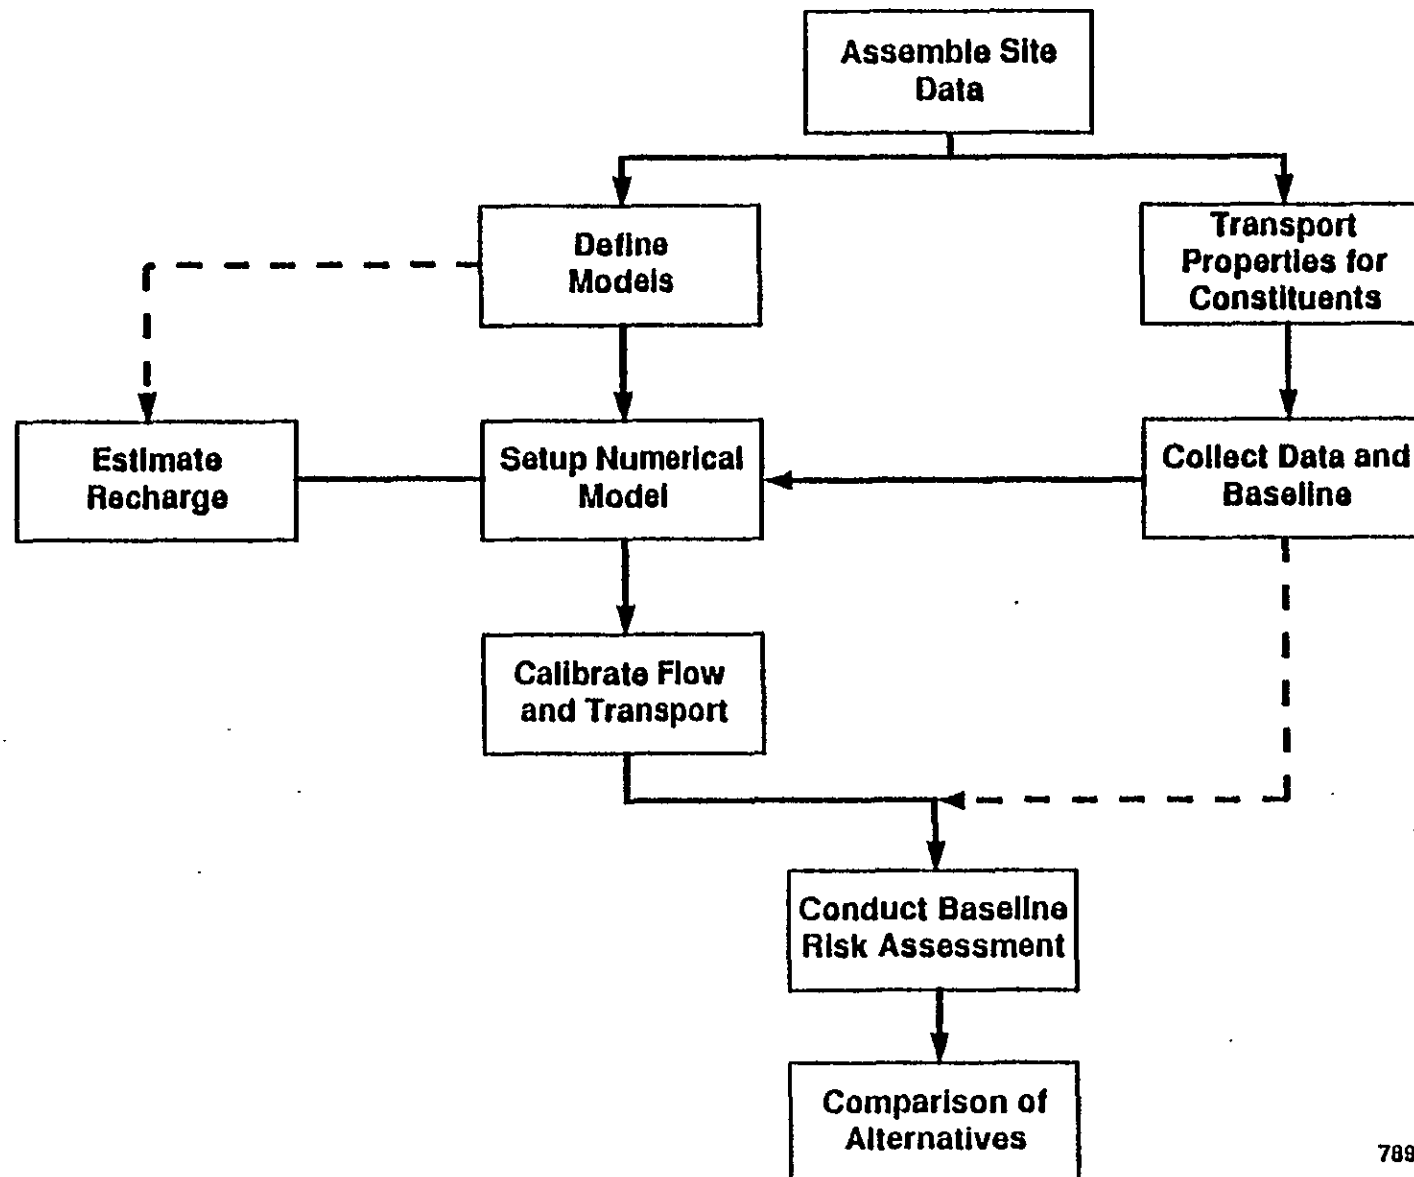 Assemble Site
Data
Define
Models
Transport
Properties for
Constituents
Estimate
Recharge
Setup Numerical
Model
Collect Data and
Baseline
Calibrate Flow
and Transport
Conduct Baseline
Risk Assessment
Comparison of
Alternatives
789